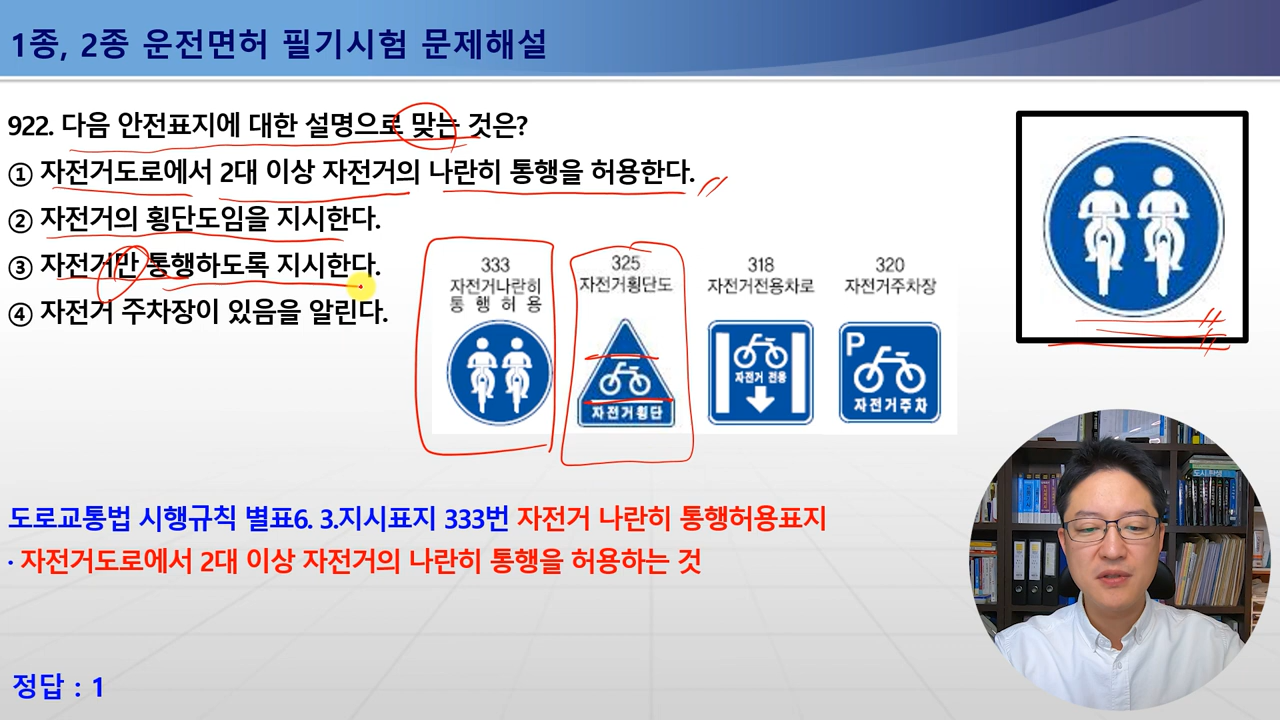 1종, 2종 운전면허 필기시험 문제해설
922. 다음 안전표지에 대한 설명으로 맞는 것은?
① 자전거도로에서 2대 이상 자전거의 나란히 통행을 허용한다.
② 자전거의 횡단도임을 지시한다.
③ 자전거만 통행하도록 지시한다.
④ 자전거 주차장이 있음을 알린다.
333
자전거나란히
통 행 허 용
325
자전거횡단도
자전거횡단
318
자전거전용차로
자전거 전용
320
자전거주차장
P
자전거주차
도로교통법 시행규칙 별표6. 3.지시표지 333번 자전거 나란히 통행허용표지
· 자전거도로에서 2대 이상 자전거의 나란히 통행을 허용하는 것
정답 : 1